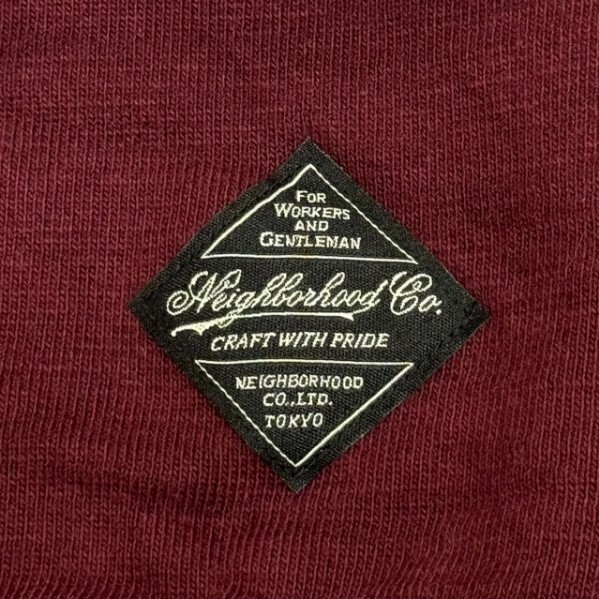 FOR
WORKERS
AND
GENTLEMAN
Neighborhood Co.
CRAFT WITH PRIDE
NEIGHBORHOOD
CO.,LTD.
TOKYO